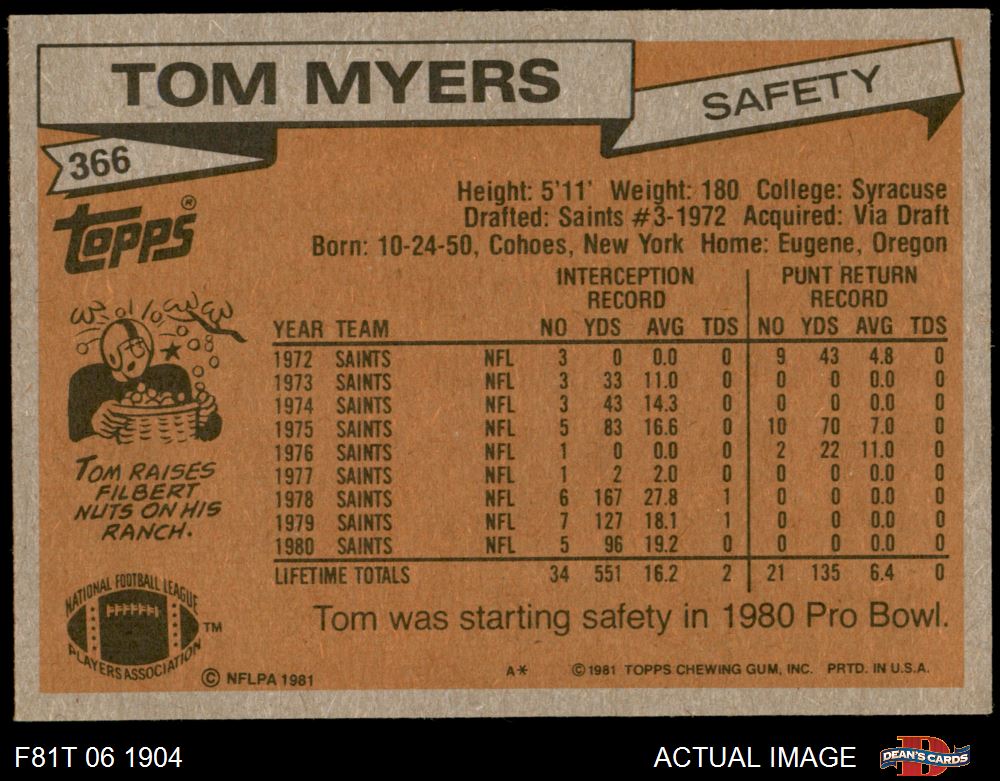 TOM MYERS
SAFETY
366
topps®
Height: 5'11' Weight: 180 College: Syracuse
Drafted: Saints #3-1972 Acquired: Via Draft
Born: 10-24-50, Cohoes, New York Home: Eugene, Oregon
INTERCEPTION RECORD PUNT RETURN RECORD
YEAR TEAM NO YDS AVG TDS NO YDS AVG TDS
1972 SAINTS NFL 3 0 0.0 0 9 43 4.8 0
1973 SAINTS NFL 3 33 11.0 0 0 0 0.0 0
1974 SAINTS NFL 3 43 14.3 0 0 0 0.0 0
1975 SAINTS NFL 5 83 16.6 0 10 70 7.0 0
1976 SAINTS NFL 1 0 0.0 0 2 22 11.0 0
1977 SAINTS NFL 1 2 2.0 0 0 0 0.0 0
1978 SAINTS NFL 6 167 27.8 1 0 0 0.0 0
1979 SAINTS NFL 7 127 18.1 1 0 0 0.0 0
1980 SAINTS NFL 5 96 19.2 0 0 0 0.0 0
LIFETIME TOTALS 34 551 16.2 2 21 135 6.4 0
TOM RAISES
FILBERT
NUTS ON HIS
RANCH.
Tom was starting safety in 1980 Pro Bowl.
NATIONAL FOOTBALL LEAGUE
PLAYERS ASSOCIATION
TM
© NFLPA 1981
A* © 1981 TOPPS CHEWING GUM, INC. PRTD. IN U.S.A.
F81T 06 1904
ACTUAL IMAGE
D
DEAN'S CARDS